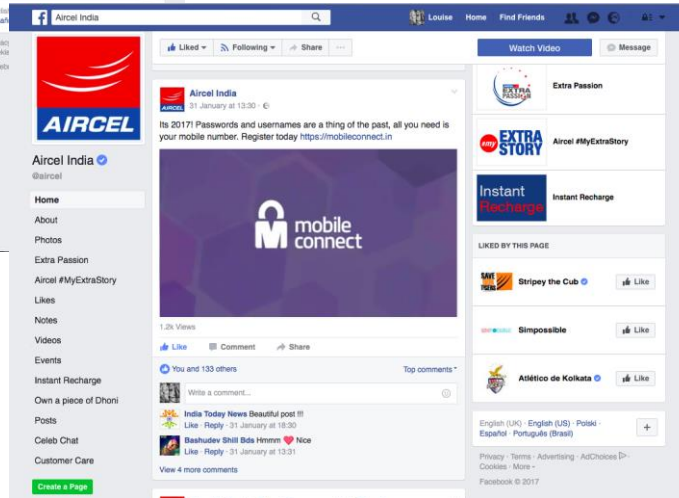 Aircel India
Louise
Home
Find Friends
Liked
Following
Share
Watch Video
Message
AIRCEL
Aircel India
@aircel
Home
About
Photos
Extra Passion
Aircel #MyExtraStory
Likes
Notes
Videos
Events
Instant Recharge
Own a piece of Dhoni
Posts
Celeb Chat
Customer Care
Create a Page
AIRCEL
Aircel India
31 January at 13:30 ·
Its 2017! Passwords and usernames are a thing of the past, all you need is
your mobile number. Register today https://mobileconnect.in
mobile
connect
1.2k Views
Like
Comment
Share
You and 133 others
Top comments
Write a comment...
India Today News Beautiful post !!!
Like · Reply · 31 January at 18:30
Bashudev Shill Bds Hmmm ❤ Nice
Like · Reply · 31 January at 13:31
View 4 more comments
EXTRA
PASSION
Extra Passion
my EXTRA
STORY
Aircel #MyExtraStory
Instant
Recharge
Instant Recharge
LIKED BY THIS PAGE
SAVE
TIGERS
Stripey the Cub
Like
Simpossible
Like
Atlético de Kolkata
Like
English (UK) · English (US) · Polski ·
Español · Português (Brasil)
Privacy · Terms · Advertising · AdChoices
Cookies · More
Facebook © 2017